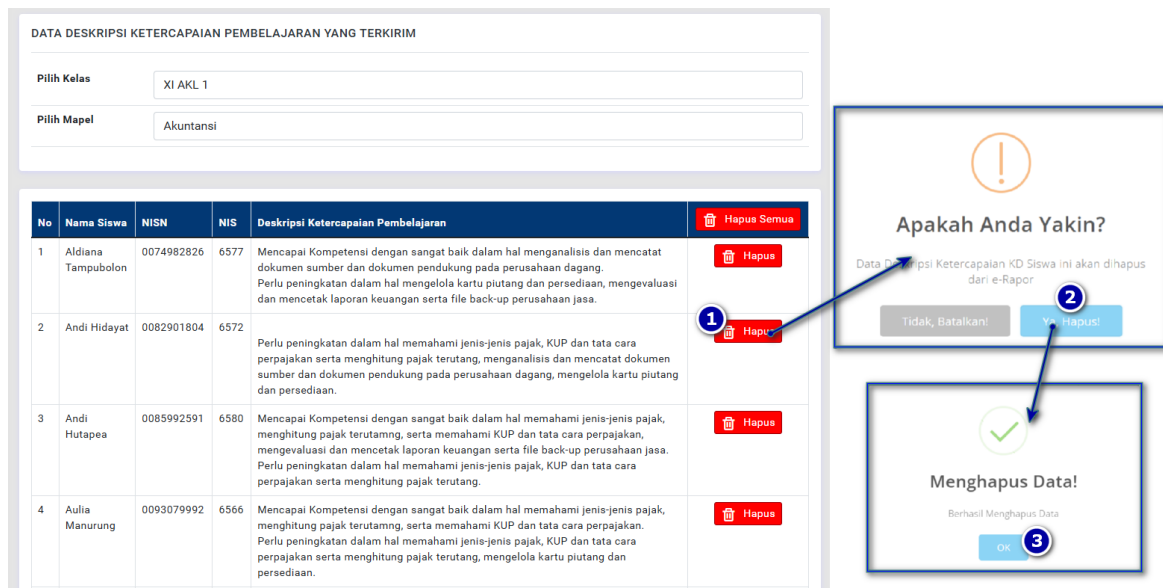 DATA DESKRIPSI KETERCAPAIAN PEMBELAJARAN YANG TERKIRIM
Pilih Kelas
XI AKL 1
Pilih Mapel
Akuntansi
No Nama Siswa NISN NIS Deskripsi Ketercapaian Pembelajaran Hapus Semua
1 Aldiana Tampubolon 0074982826 6577 Mencapai Kompetensi dengan sangat baik dalam hal menganalisis dan mencatat
dokumen sumber dan dokumen pendukung pada perusahaan dagang.
Perlu peningkatan dalam hal mengelola kartu piutang dan persediaan, mengevaluasi
dan mencetak laporan keuangan serta file back-up perusahaan jasa.
Hapus
2 Andi Hidayat 0082901804 6572
Perlu peningkatan dalam hal memahami jenis-jenis pajak, KUP dan tata cara
perpajakan serta menghitung pajak terutang, menganalisis dan mencatat dokumen
sumber dan dokumen pendukung pada perusahaan dagang, mengelola kartu piutang
dan persediaan.
1
Hapus
3 Andi Hutapea 0085992591 6580 Mencapai Kompetensi dengan sangat baik dalam hal memahami jenis-jenis pajak,
menghitung pajak terutamng, serta memahami KUP dan tata cara perpajakan,
mengevaluasi dan mencetak laporan keuangan serta file back-up perusahaan jasa.
Perlu peningkatan dalam hal memahami jenis-jenis pajak, KUP dan tata cara
perpajakan serta menghitung pajak terutang.
Hapus
4 Aulia Manurung 0093079992 6566 Mencapai Kompetensi dengan sangat baik dalam hal memahami jenis-jenis pajak,
menghitung pajak terutamng, serta memahami KUP dan tata cara perpajakan.
Perlu peningkatan dalam hal memahami jenis-jenis pajak, KUP dan tata cara
perpajakan serta menghitung pajak terutang, mengelola kartu piutang dan
persediaan.
Hapus
Apakah Anda Yakin?
Data Deskripsi Ketercapaian KD Siswa ini akan dihapus
dari e-Rapor
2
Tidak, Batalkan! Ya, Hapus!
Menghapus Data!
Berhasil Menghapus Data
OK 3